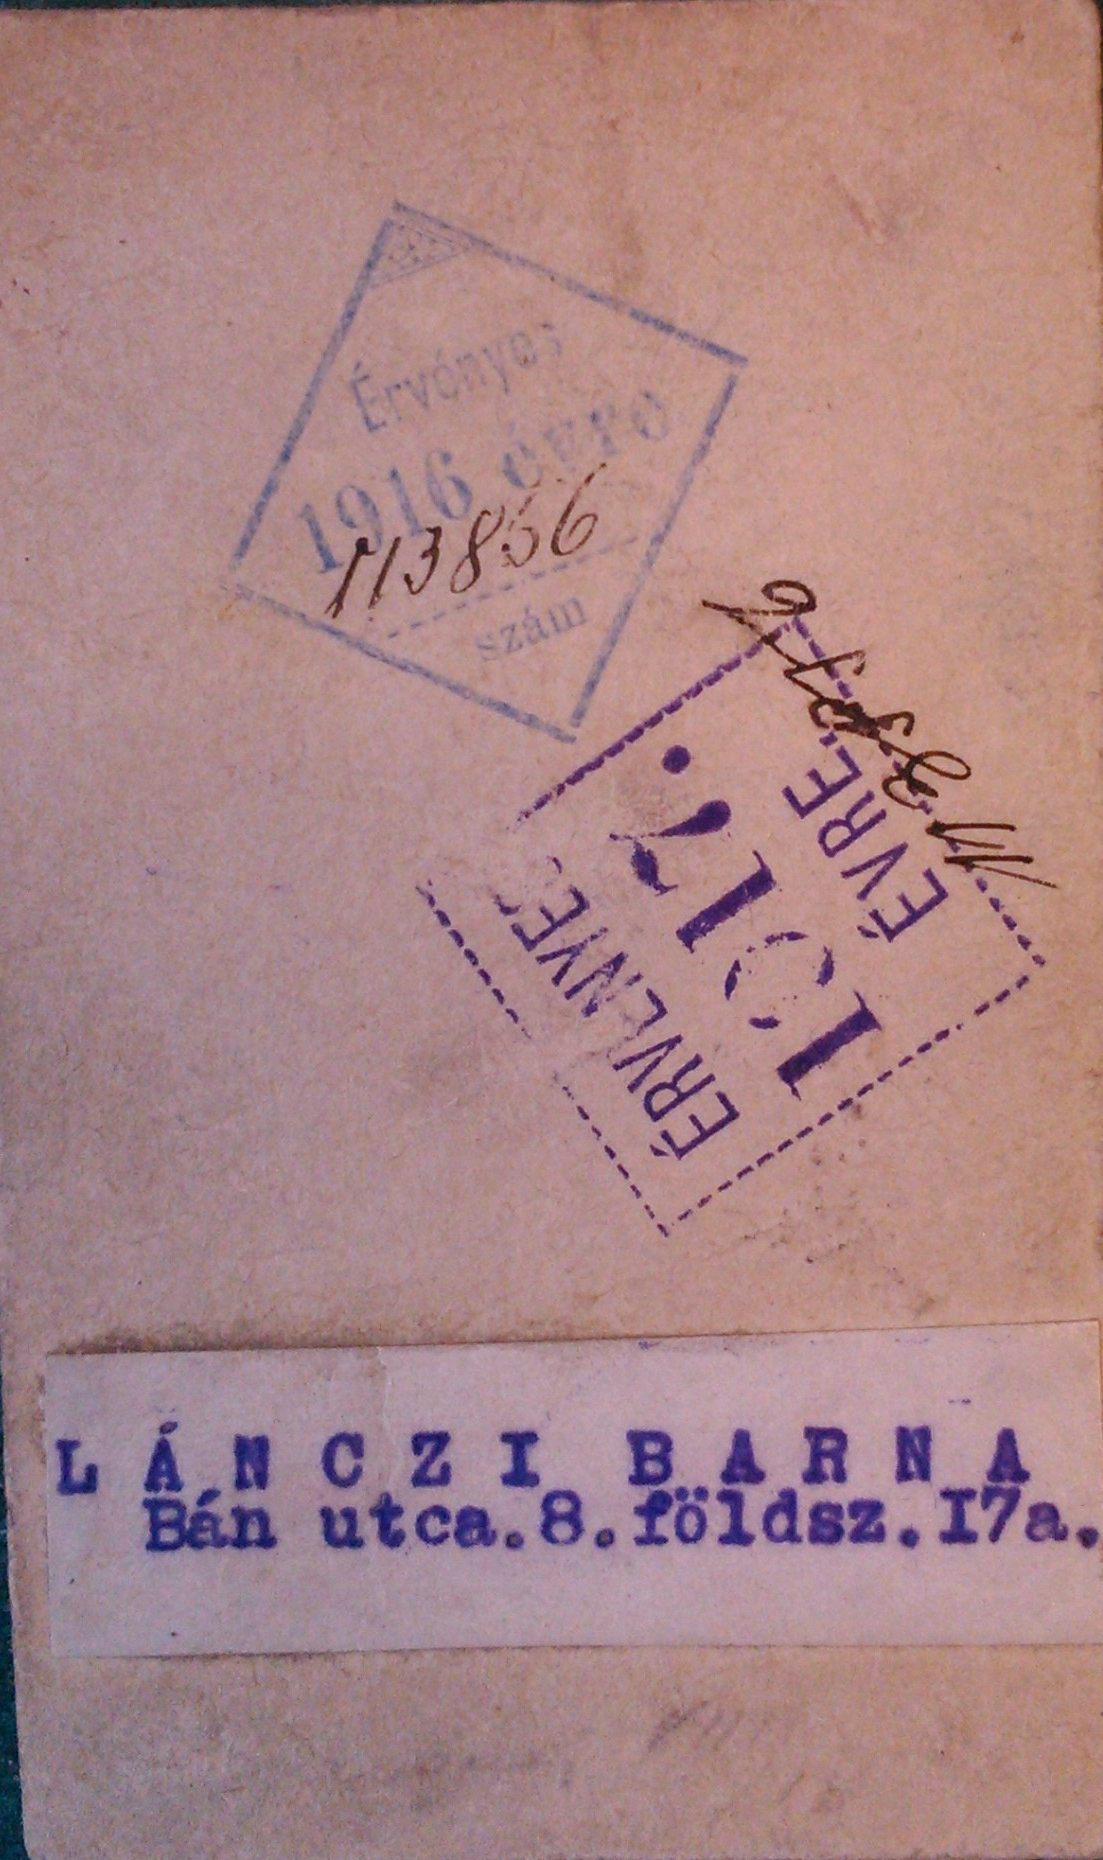 Érvényes
1916 évre
113856
szám
ÉRVÉNYES
1917.
ÉVRE.
LÁNCZI BARNA
Bán utca.8.földsz.I7a.